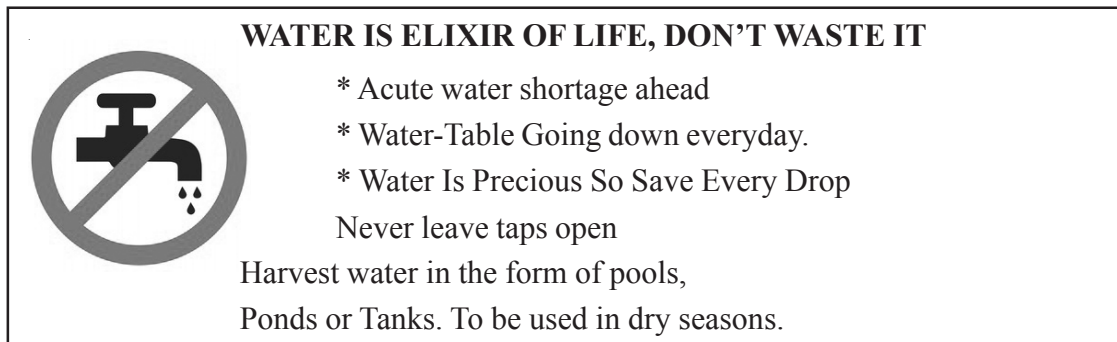 WATER IS ELIXIR OF LIFE, DON’T WASTE IT
* Acute water shortage ahead
* Water-Table Going down everyday.
* Water Is Precious So Save Every Drop
Never leave taps open
Harvest water in the form of pools,
Ponds or Tanks. To be used in dry seasons.